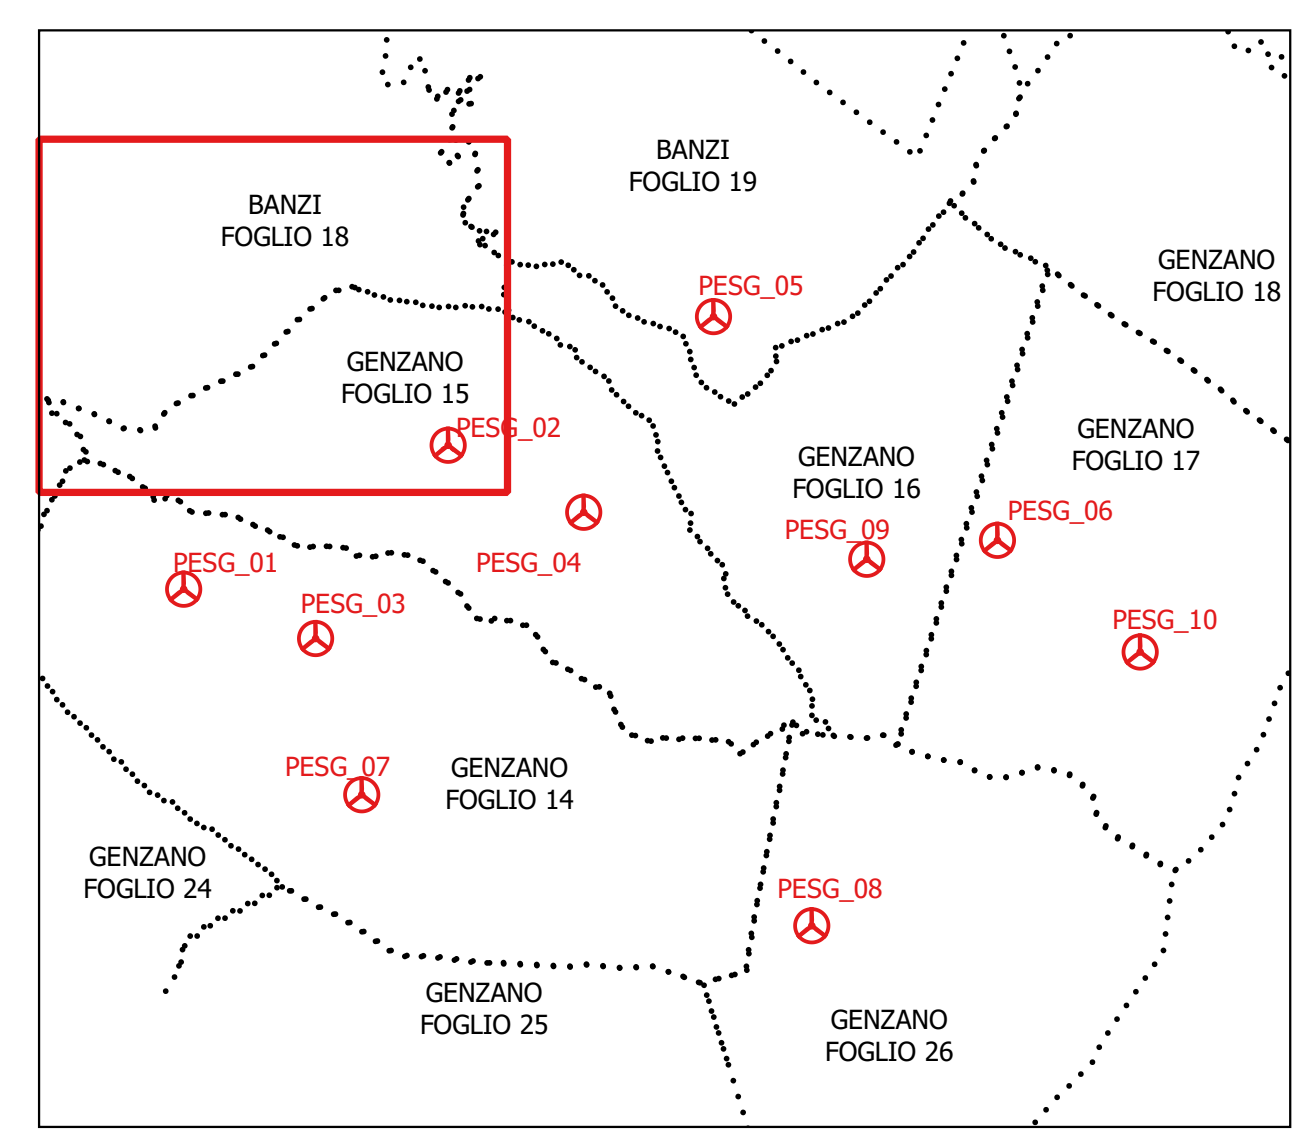 BANZI
FOGLIO 19
BANZI
FOGLIO 18
GENZANO
FOGLIO 18
PESG_05
GENZANO
FOGLIO 15
PESG_02
GENZANO
FOGLIO 17
GENZANO
FOGLIO 16
PESG_06
PESG_09
PESG_04
PESG_01
PESG_03
PESG_10
PESG_07
GENZANO
FOGLIO 14
GENZANO
FOGLIO 24
PESG_08
GENZANO
FOGLIO 25
GENZANO
FOGLIO 26